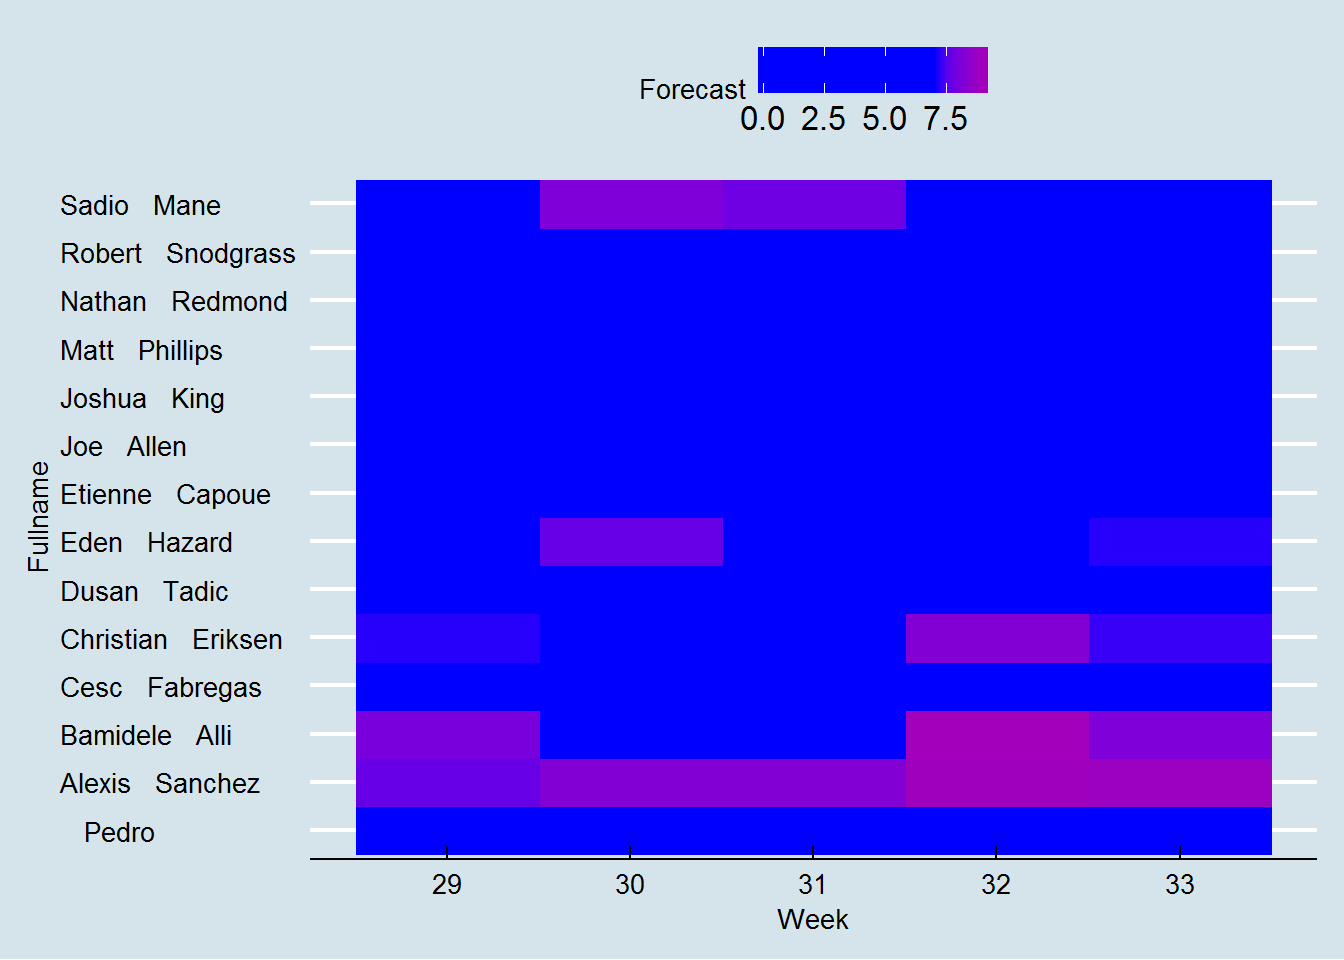 Forecast
0.0 2.5 5.0 7.5
Sadio Mane
Robert Snodgrass
Nathan Redmond
Matt Phillips
Joshua King
Joe Allen
Etienne Capoue
Eden Hazard
Dusan Tadic
Christian Eriksen
Cesc Fabregas
Bamidele Alli
Alexis Sanchez
Pedro
Fullname
29 30 31 32 33
Week